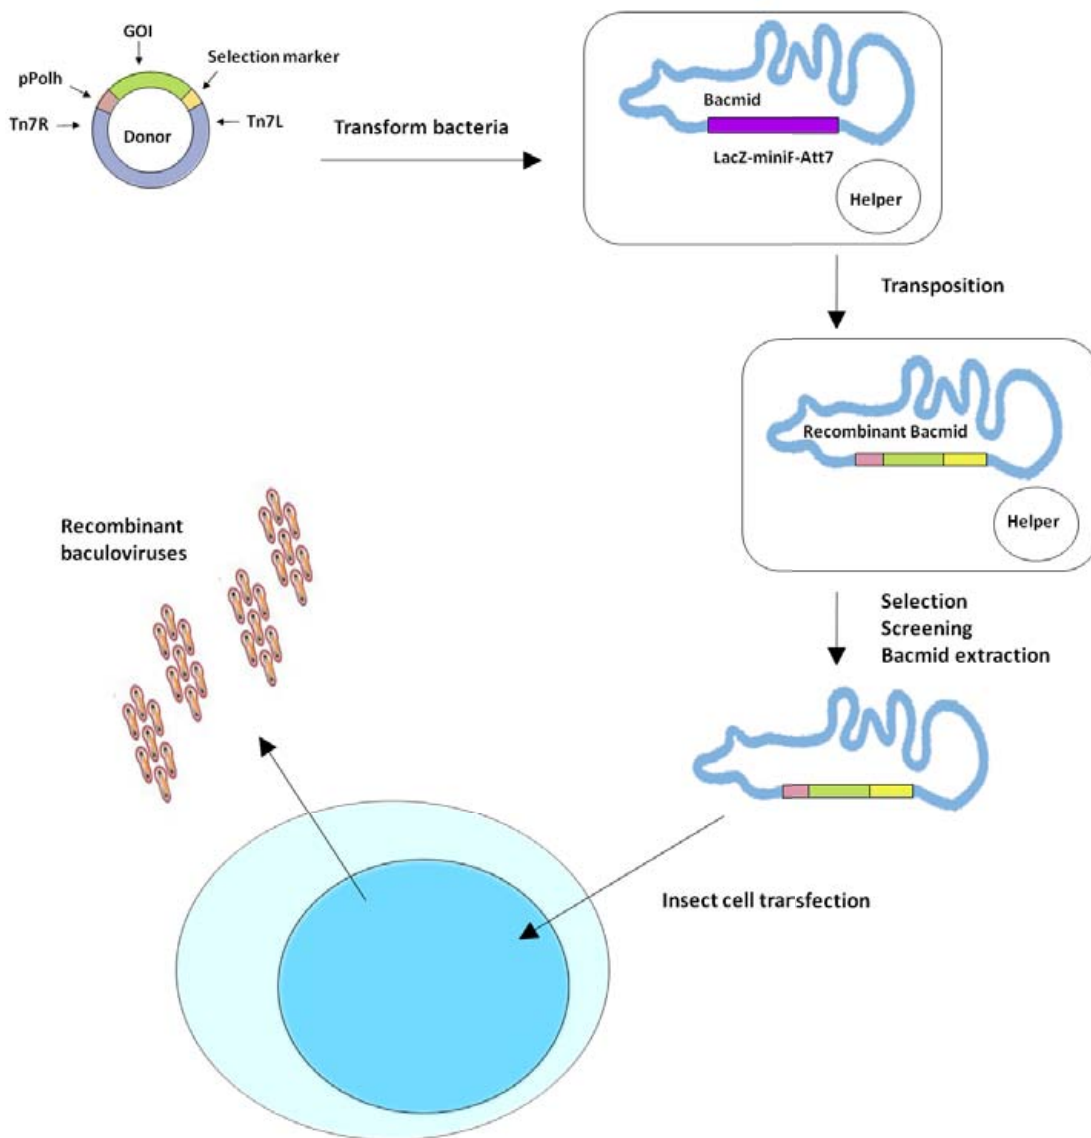 GOI
Selection marker
pPolh
Tn7R
Donor
Tn7L
Transform bacteria
Bacmid
LacZ-miniF-Att7
Helper
Transposition
Recombinant Bacmid
Helper
Selection
Screening
Bacmid extraction
Insect cell transfection
Recombinant
baculoviruses